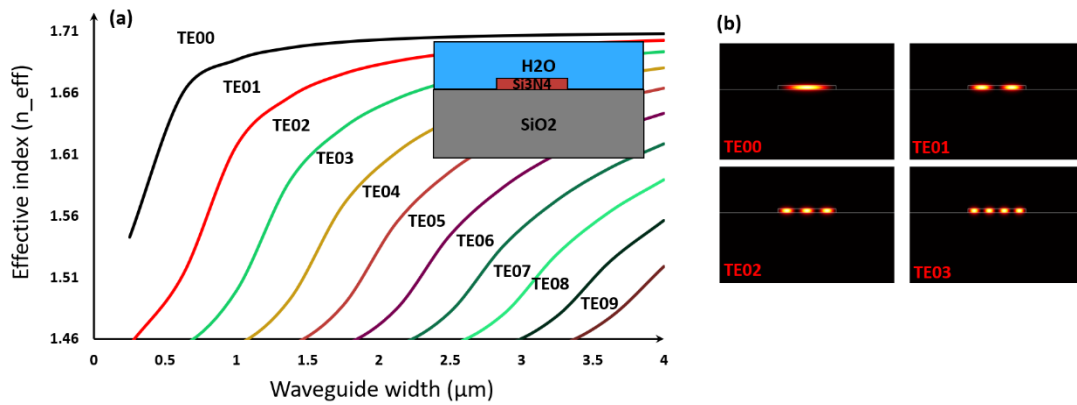 (a)
Effective index (n_eff)
1.71
1.66
1.61
1.56
1.51
1.46
TE00
TE01
TE02
TE03
TE04
TE05
TE06
TE07
TE08
TE09
H2O
Si3N4
SiO2
0 0.5 1 1.5 2 2.5 3 3.5 4
Waveguide width (μm)
(b)
TE00
TE01
TE02
TE03